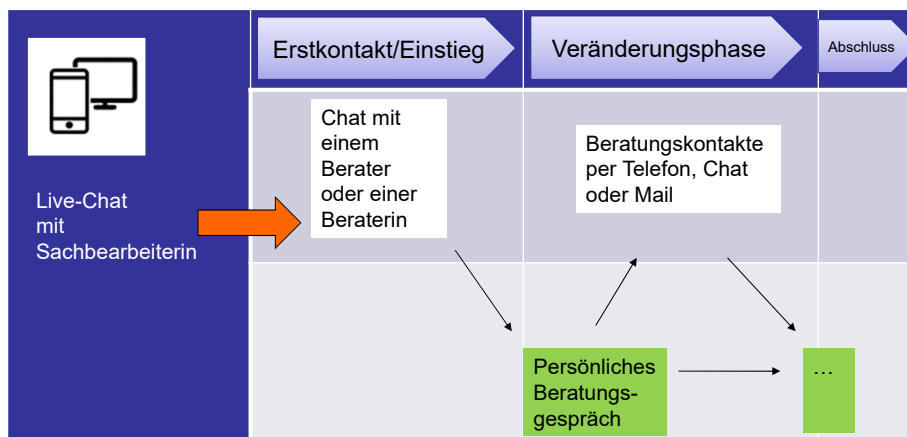 Erstkontakt/Einstieg
Veränderungsphase
Abschluss
Live-Chat
mit
Sachbearbeiterin
Chat mit
einem
Berater
oder einer
Beraterin
Beratungskontakte
per Telefon, Chat
oder Mail
Persönliches
Beratungs-
gespräch
…